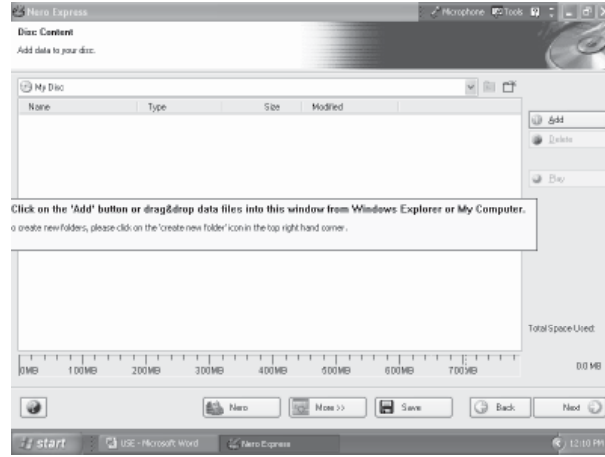 Nero Express
Microphone Tools
Disc Content
Add data to your disc.
My Disc
Name Type Size Modified
Add
Delete
Play
Click on the 'Add' button or drag&drop data files into this window from Windows Explorer or My Computer.
o create new folders, please click on the 'create new folder' icon in the top right hand corner.
Total Space Used:
0MB 100MB 200MB 300MB 400MB 500MB 600MB 700MB
0.0 MB
Nero More >> Save Back Next
start USE - Microsoft Word Nero Express 12:10 PM